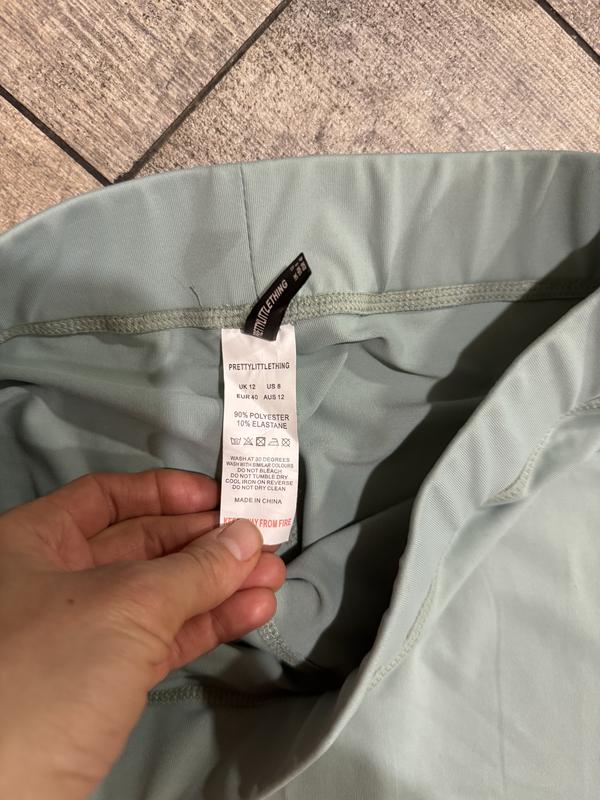 PRETTYLITTLETHING
PRETTYLITTLETHING
UK 12 US 8
EUR 40 AUS 12
90% POLYESTER
10% ELASTANE
WASH AT 30 DEGREES
WASH WITH SIMILAR COLOURS
DO NOT BLEACH
DO NOT TUMBLE DRY
COOL IRON ON REVERSE
DO NOT DRY CLEAN
MADE IN CHINA
FROM FIRE